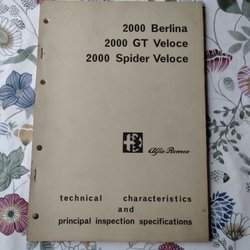 2000 Berlina
2000 GT Veloce
2000 Spider Veloce
Alfa Romeo
technical characteristics
and
principal inspection specifications